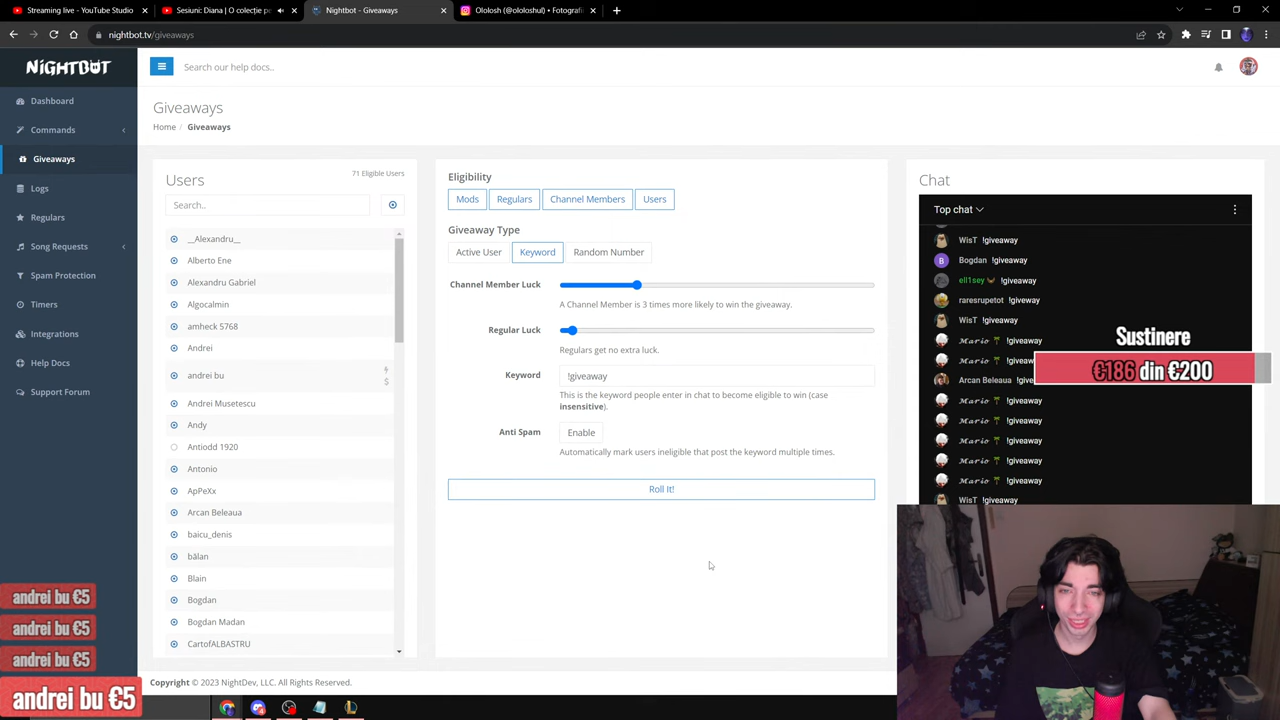 Streaming live - YouTube Studio
Sesiuni: Diana | O colecție p
Nightbot - Giveaways
Ololosh (@ololoshul) • Fotografi
nightbot.tv/giveaways
NIGHTBOT
Search our help docs..
Dashboard
Commands
Giveaways
Logs
Regulars
Song Requests
Spam Protection
Timers
Integrations
Help Docs
Support Forum
Giveaways
Home / Giveaways
Users
71 Eligible Users
Search..
__Alexandru__
Alberto Ene
Alexandru Gabriel
Algocalmin
amheck 5768
Andrei
andrei bu
Andrei Musetescu
Andy
Antiodd 1920
Antonio
ApPeXx
Arcan Beleaua
baicu_denis
bălan
Blain
Bogdan
Bogdan Madan
CartofALBASTRU
Eligibility
Mods
Regulars
Channel Members
Users
Giveaway Type
Active User
Keyword
Random Number
Channel Member Luck
A Channel Member is 3 times more likely to win the giveaway.
Regular Luck
Regulars get no extra luck.
Keyword
!giveaway
This is the keyword people enter in chat to become eligible to win (case
insensitive).
Anti Spam
Enable
Automatically mark users ineligible that post the keyword multiple times.
Roll It!
Chat
Top chat
WisT !giveaway
B Bogdan !giveaway
ell1sey !giveaway
raresrupetot !giveway
WisT !giveaway
Mario !giveaway
Mario !giveaway
Arcan Beleaua !give
Mario !giveaway
Mario !giveaway
Mario !giveaway
Mario !giveaway
Mario !giveaway
WisT !giveaway
Sustinere
€186 din €200
andrei bu €5
andrei bu €5
andrei bu €5
andrei bu €5
Copyright © 2023 NightDev, LLC. All Rights Reserved.